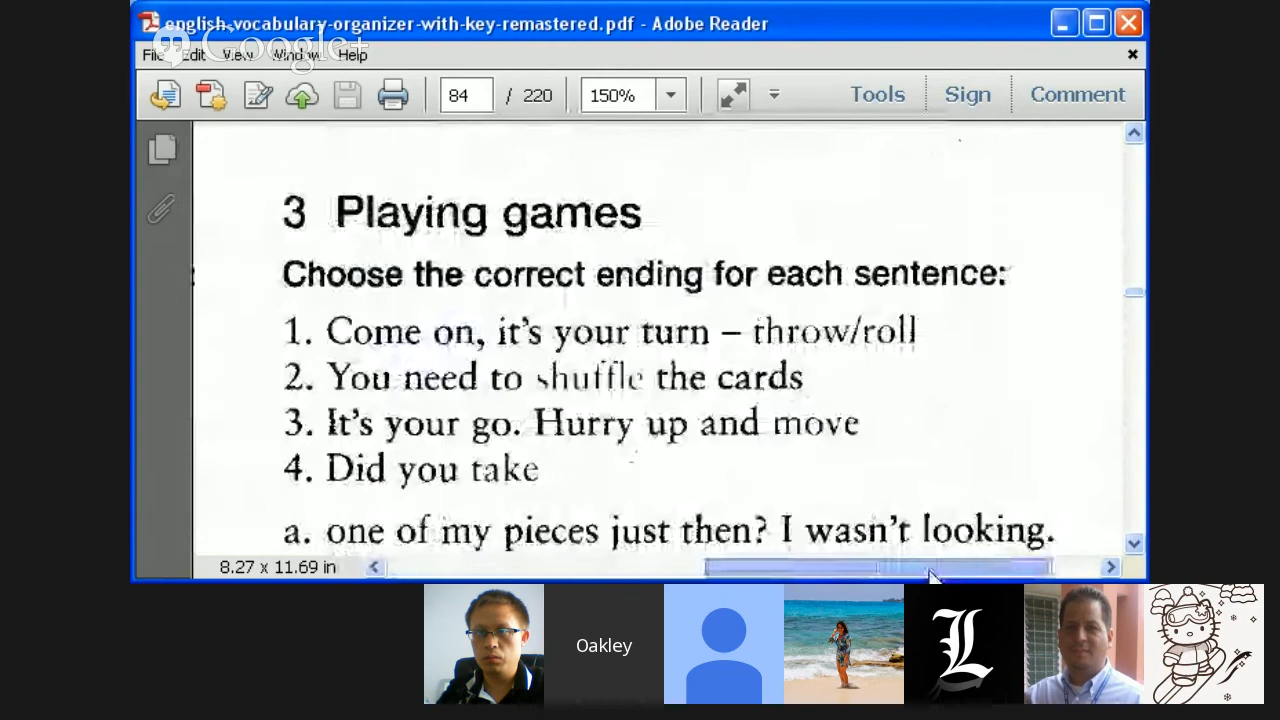 english-vocabulary-organizer-with-key-remastered.pdf - Adobe Reader
Google+
File Edit View Window Help
84 / 220 150% Tools Sign Comment
3 Playing games
Choose the correct ending for each sentence:
1. Come on, it's your turn – throw/roll
2. You need to shuffle the cards
3. It's your go. Hurry up and move
4. Did you take
a. one of my pieces just then? I wasn't looking.
8.27 x 11.69 in
Oakley
L